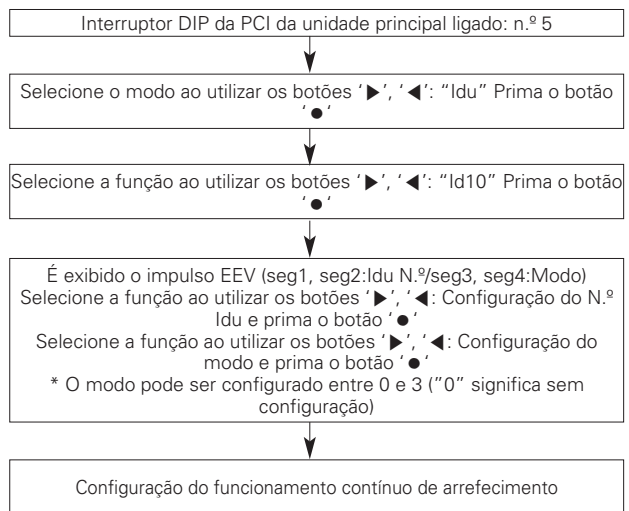 Interruptor DIP da PCI da unidade principal ligado: n.º 5
Selecione o modo ao utilizar os botões ‘▶’, ‘◀’: “Idu” Prima o botão
‘ ● ‘
Selecione a função ao utilizar os botões ‘▶’, ‘◀’: “Id10” Prima o botão
‘ ● ‘
É exibido o impulso EEV (seg1, seg2:Idu N.º/seg3, seg4:Modo)
Selecione a função ao utilizar os botões ‘▶’, ‘◀: Configuração do N.º
Idu e prima o botão ‘ ● ‘
Selecione a função ao utilizar os botões ‘▶’, ‘◀: Configuração do
modo e prima o botão ‘ ● ‘
* O modo pode ser configurado entre 0 e 3 (”0” significa sem
configuração)
Configuração do funcionamento contínuo de arrefecimento